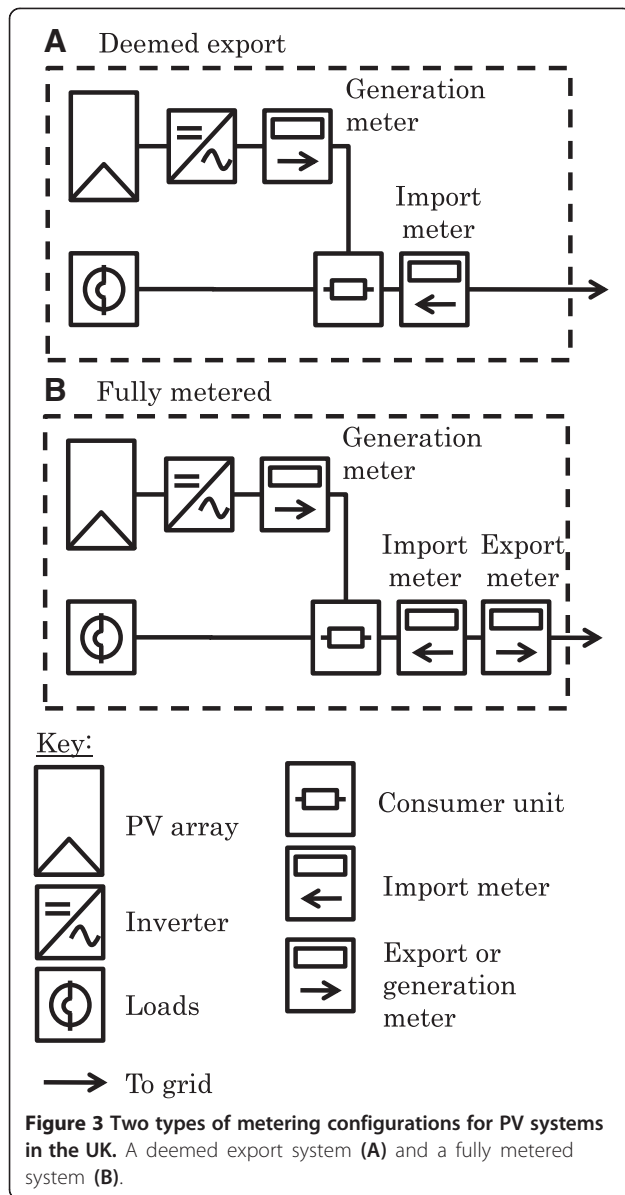 A Deemed export
Generation
meter
Import
meter
B Fully metered
Generation
meter
Import
meter
Export
meter
Key:
PV array
Consumer unit
Import meter
Inverter
Export or
generation
meter
Loads
To grid
Figure 3 Two types of metering configurations for PV systems
in the UK. A deemed export system (A) and a fully metered
system (B).